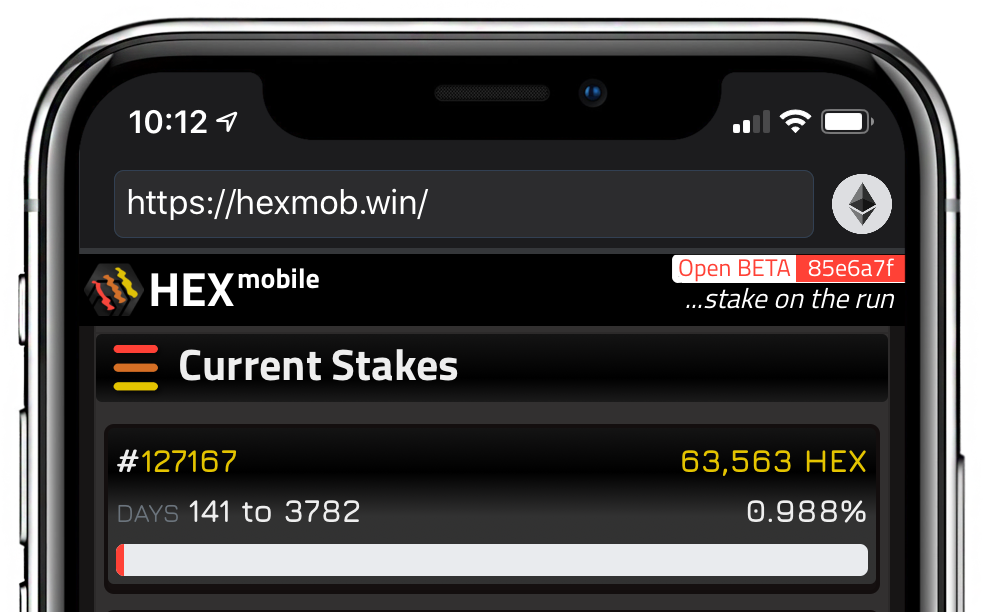 10:12
https://hexmob.win/
HEX mobile
Open BETA 85e6a7f
...stake on the run
Current Stakes
#127167 63,563 HEX
DAYS 141 to 3782 0.988%